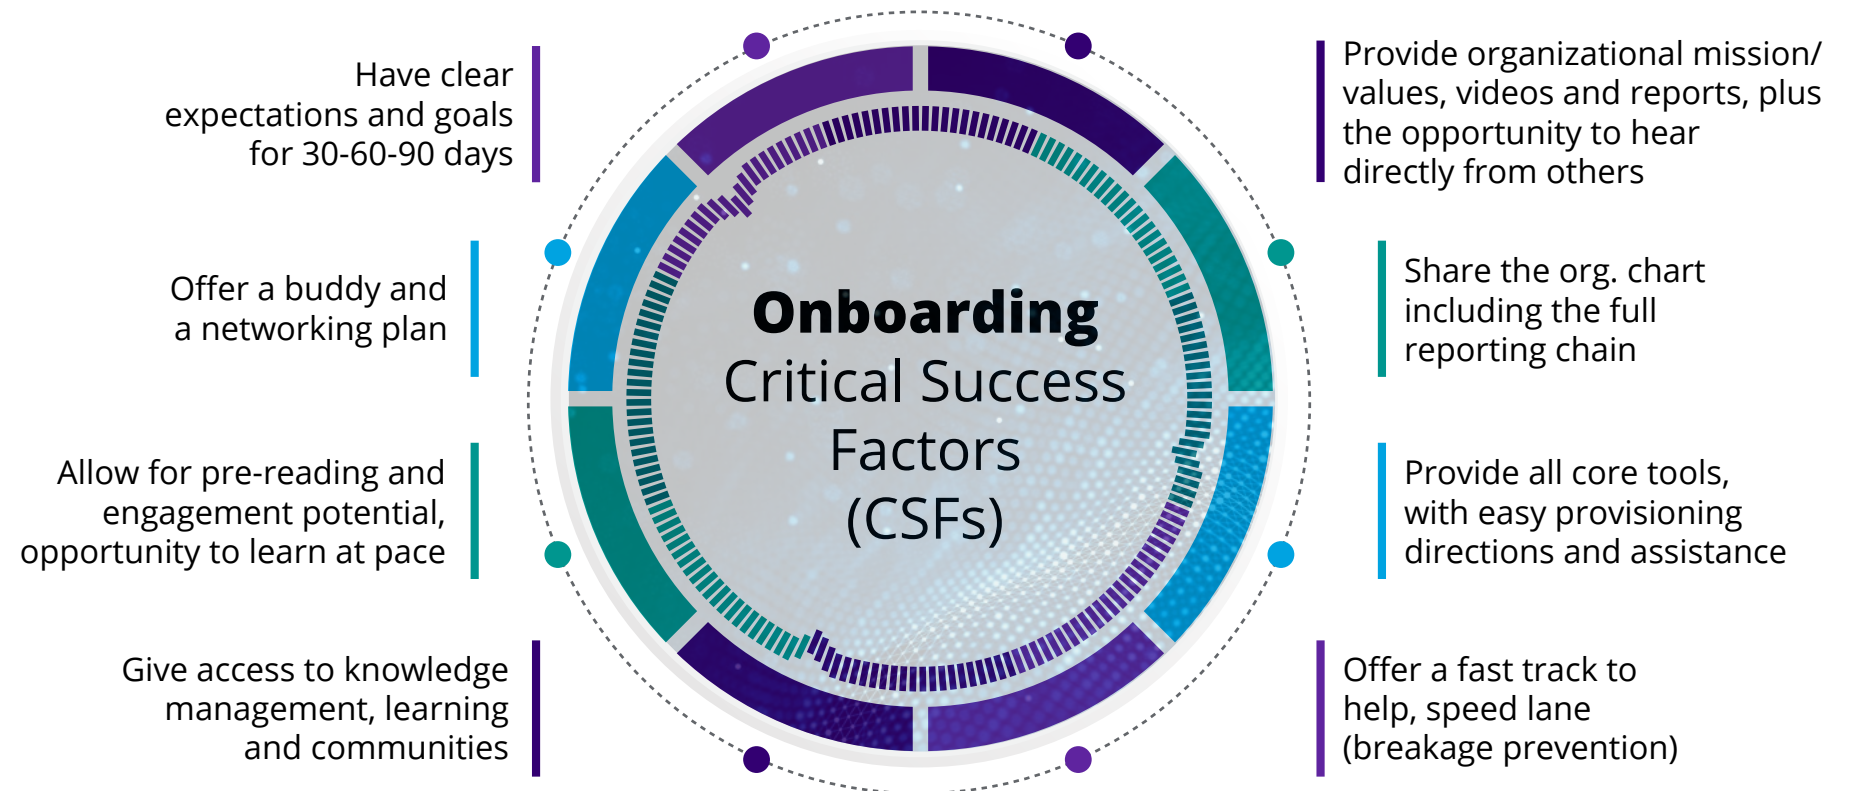 Have clear
expectations and goals
for 30-60-90 days
Offer a buddy and
a networking plan
Allow for pre-reading and
engagement potential,
opportunity to learn at pace
Give access to knowledge
management, learning
and communities
Onboarding
Critical Success
Factors
(CSFs)
Provide organizational mission/
values, videos and reports, plus
the opportunity to hear
directly from others
Share the org. chart
including the full
reporting chain
Provide all core tools,
with easy provisioning
directions and assistance
Offer a fast track to
help, speed lane
(breakage prevention)